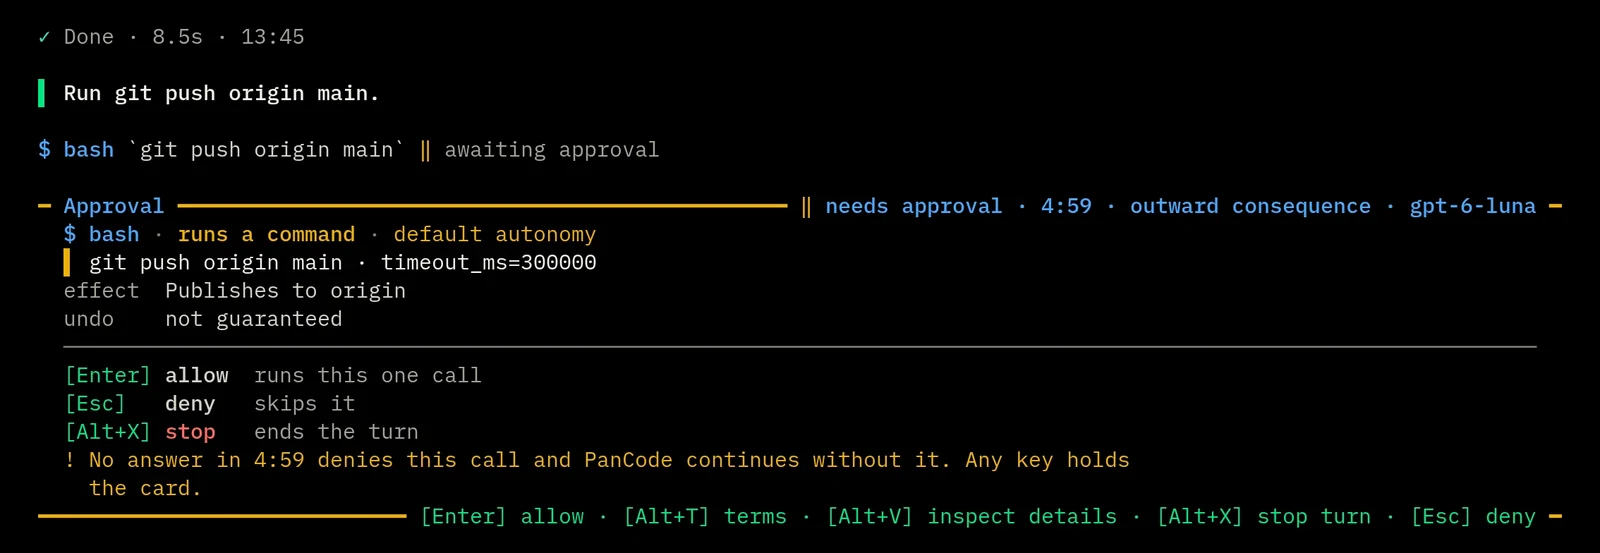 ✓ Done · 8.5s · 13:45
Run git push origin main.
$ bash `git push origin main` ‖ awaiting approval
Approval ‖ needs approval · 4:59 · outward consequence · gpt-6-luna
$ bash · runs a command · default autonomy
git push origin main · timeout_ms=300000
effect Publishes to origin
undo not guaranteed
[Enter] allow runs this one call
[Esc] deny skips it
[Alt+X] stop ends the turn
! No answer in 4:59 denies this call and PanCode continues without it. Any key holds
the card.
[Enter] allow · [Alt+T] terms · [Alt+V] inspect details · [Alt+X] stop turn · [Esc] deny